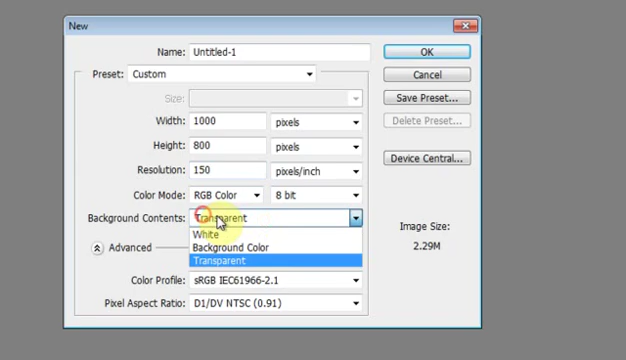 New
Name: Untitled-1 OK
Preset: Custom Cancel
Size: Save Preset...
Width: 1000 pixels Delete Preset...
Height: 800 pixels
Resolution: 150 pixels/inch Device Central...
Color Mode: RGB Color 8 bit
Background Contents: Transparent
White
Background Color
Transparent
Image Size:
2.29M
Advanced
Color Profile: sRGB IEC61966-2.1
Pixel Aspect Ratio: D1/DV NTSC (0.91)